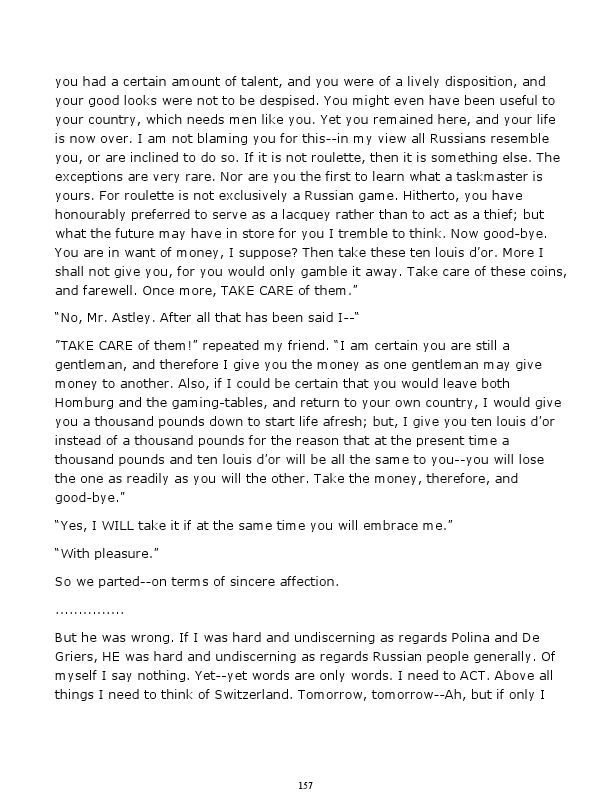 you had a certain amount of talent, and you were of a lively disposition, and
your good looks were not to be despised. You might even have been useful to
your country, which needs men like you. Yet you remained here, and your life
is now over. I am not blaming you for this--in my view all Russians resemble
you, or are inclined to do so. If it is not roulette, then it is something else. The
exceptions are very rare. Nor are you the first to learn what a taskmaster is
yours. For roulette is not exclusively a Russian game. Hitherto, you have
honourably preferred to serve as a lacquey rather than to act as a thief; but
what the future may have in store for you I tremble to think. Now good-bye.
You are in want of money, I suppose? Then take these ten louis d’or. More I
shall not give you, for you would only gamble it away. Take care of these coins,
and farewell. Once more, TAKE CARE of them.”
“No, Mr. Astley. After all that has been said I--“
”TAKE CARE of them!” repeated my friend. “I am certain you are still a
gentleman, and therefore I give you the money as one gentleman may give
money to another. Also, if I could be certain that you would leave both
Homburg and the gaming-tables, and return to your own country, I would give
you a thousand pounds down to start life afresh; but, I give you ten louis d’or
instead of a thousand pounds for the reason that at the present time a
thousand pounds and ten louis d’or will be all the same to you--you will lose
the one as readily as you will the other. Take the money, therefore, and
good-bye.”
“Yes, I WILL take it if at the same time you will embrace me.”
“With pleasure.”
So we parted--on terms of sincere affection.
...............
But he was wrong. If I was hard and undiscerning as regards Polina and De
Griers, HE was hard and undiscerning as regards Russian people generally. Of
myself I say nothing. Yet--yet words are only words. I need to ACT. Above all
things I need to think of Switzerland. Tomorrow, tomorrow--Ah, but if only I
157